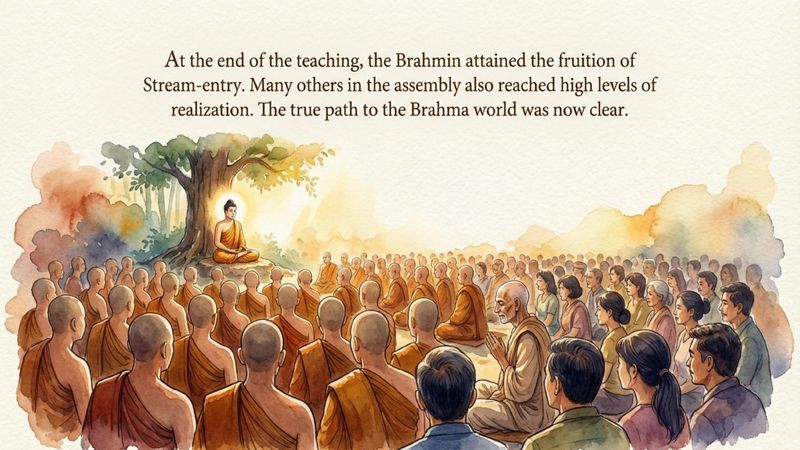 At the end of the teaching, the Brahmin attained the fruition of
Stream-entry. Many others in the assembly also reached high levels of
realization. The true path to the Brahma world was now clear.